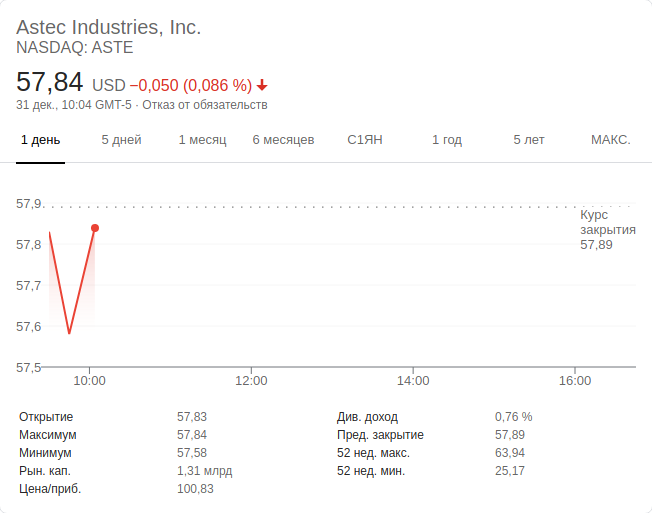 Astec Industries, Inc.
NASDAQ: ASTE
57,84 USD −0,050 (0,086 %)
31 дек., 10:04 GMT-5 · Отказ от обязательств
1 день 5 дней 1 месяц 6 месяцев С1ЯН 1 год 5 лет МАКС.
57,9
Курс
закрытия
57,89
57,8
57,7
57,6
57,5
10:00 12:00 14:00 16:00
Открытие 57,83 Див. доход 0,76 %
Максимум 57,84 Пред. закрытие 57,89
Минимум 57,58 52 нед. макс. 63,94
Рын. кап. 1,31 млрд 52 нед. мин. 25,17
Цена/приб. 100,83